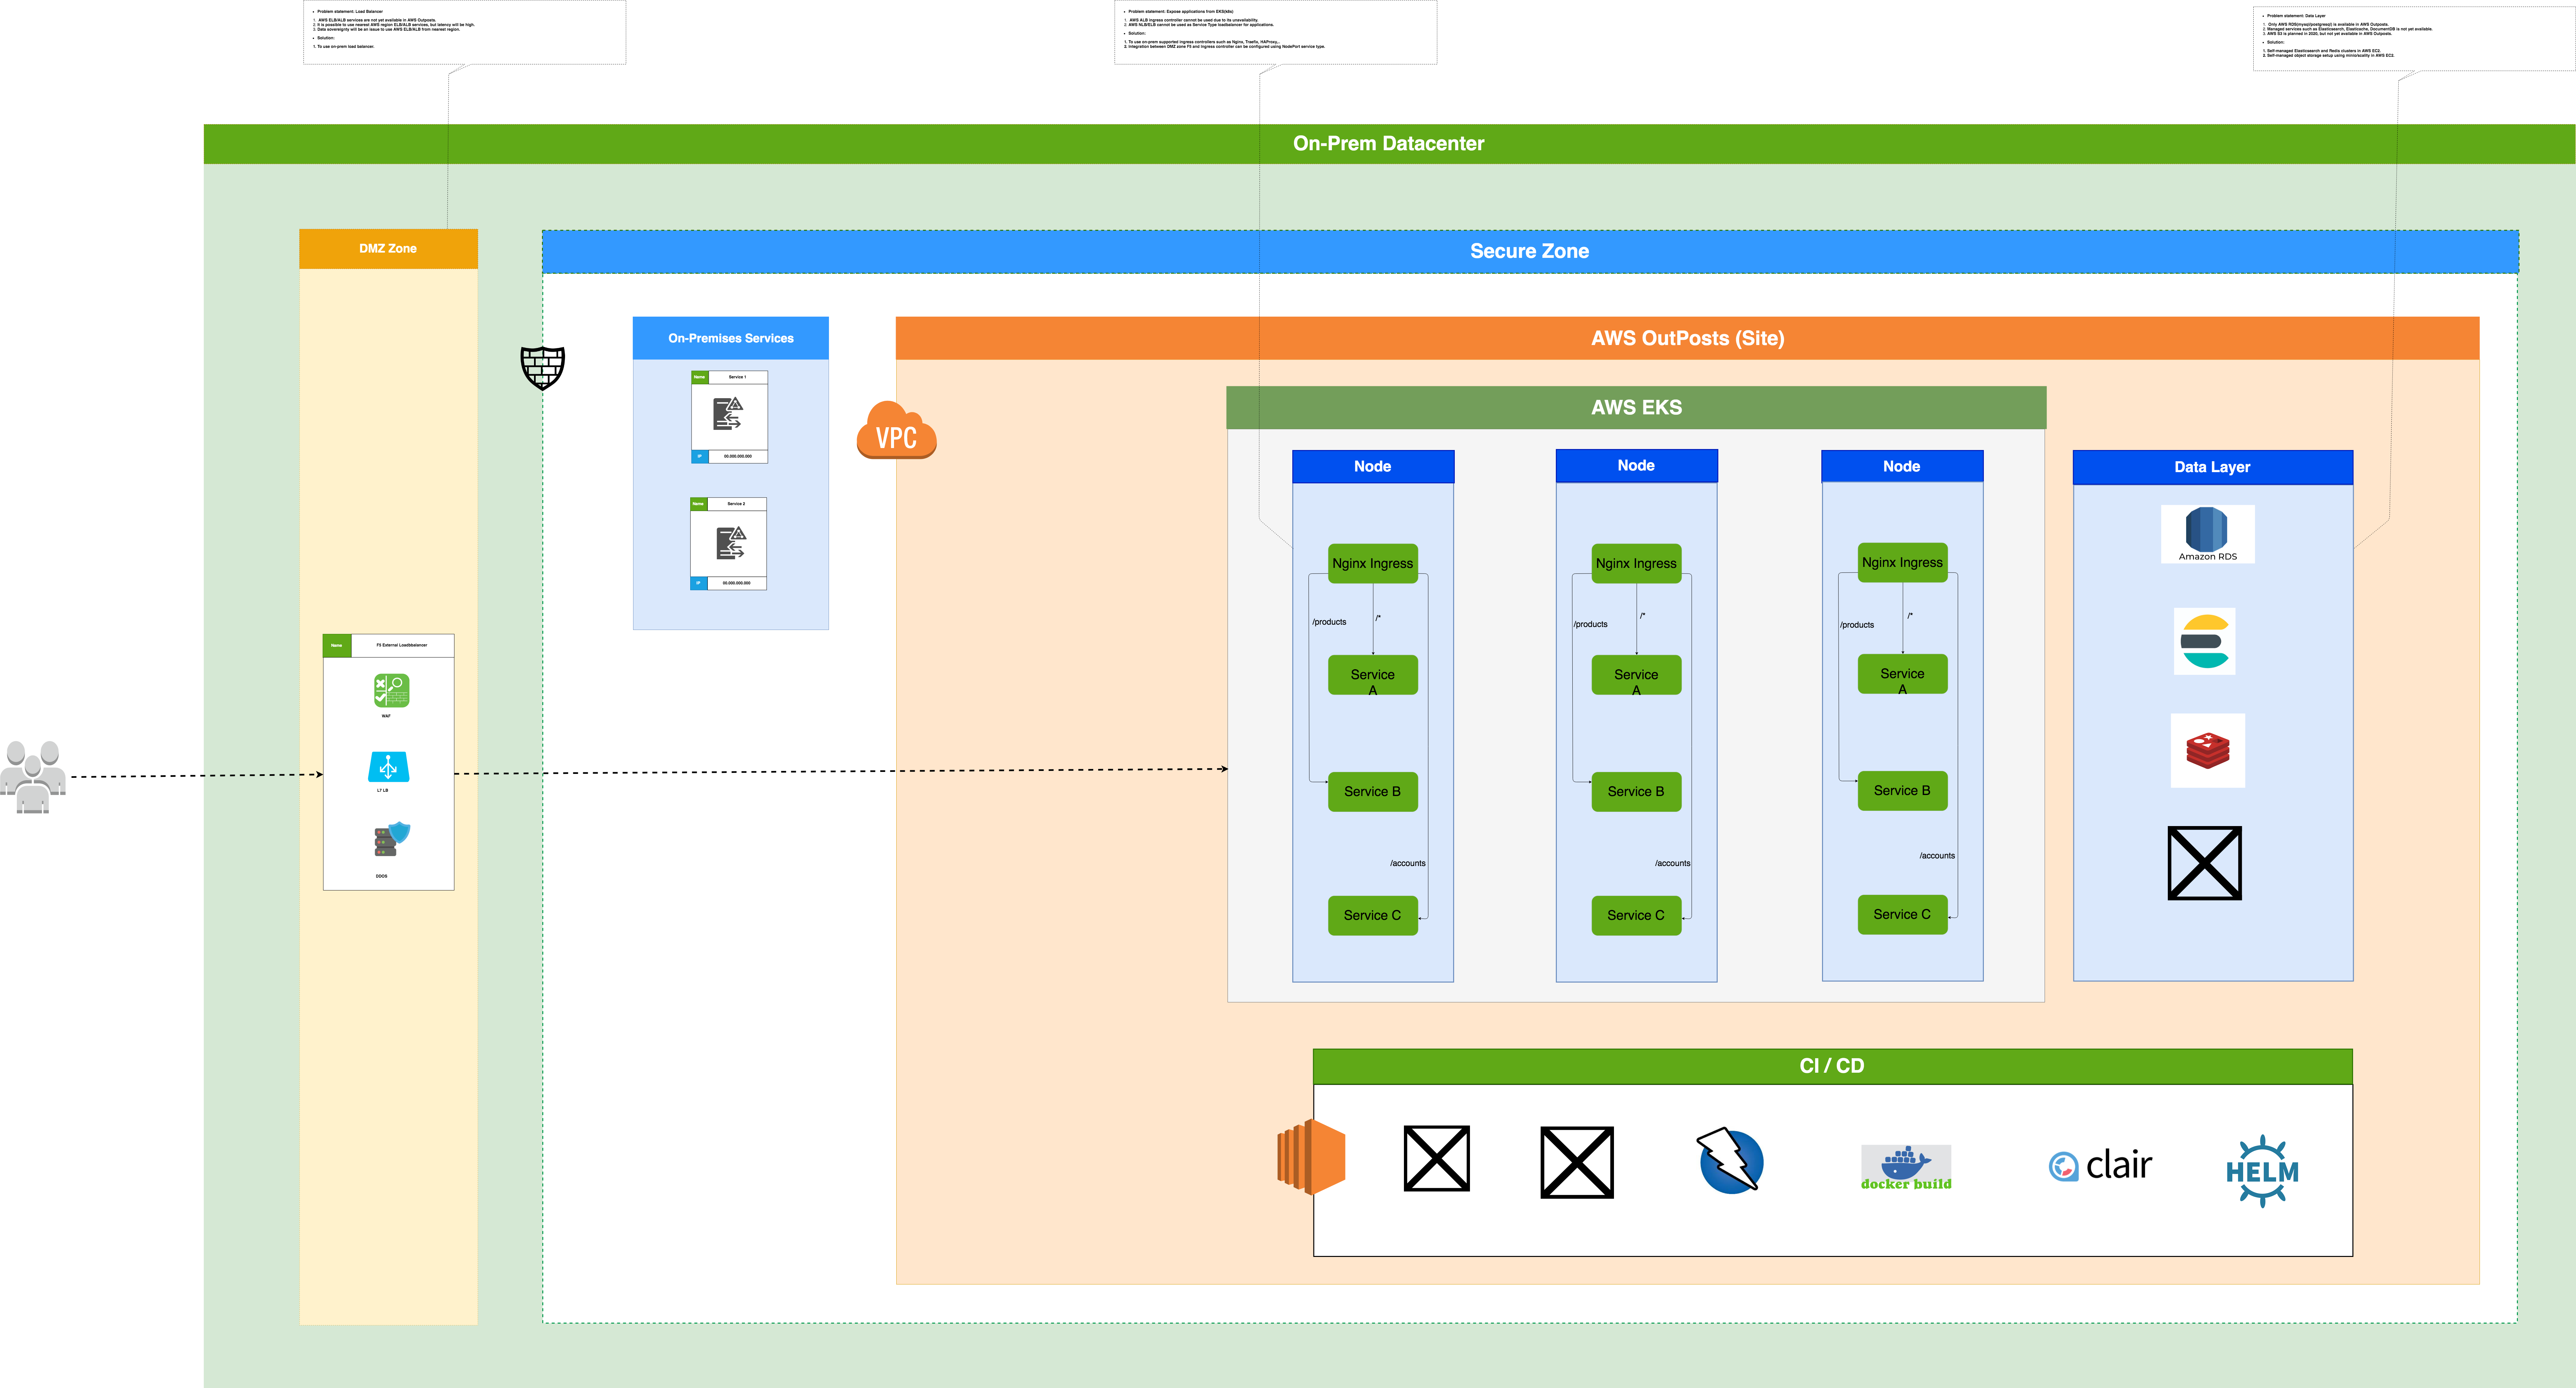 Problem statement: Load Balancer
1. AWS ELB/ALB services are not yet available in AWS Outposts.
2. It is possible to use nearest AWS region ELB/ALB services, but latency will be high.
3. Data sovereignity will be an issue to use AWS ELB/ALB from nearest region.
Solution:
1. To use on-prem load balancer.
Problem statement: Expose applications from EKS(k8s)
1. AWS ALB ingress controller cannot be used due to its unavailability.
2. AWS NLB/ELB cannot be used as Service Type loadbalancer for applications.
Solution:
1. To use on-prem supported ingress controllers such as Nginx, Traefix, HAProxy,..
2. Integration between DMZ zone F5 and ingress controller can be configured using NodePort service type.
Problem statement: Data Layer
1. Only AWS RDS(mysql/postgresql) is available in AWS Outposts.
2. Managed services such as Elasticsearch, Elasticache, DocumentDB is not yet available.
3. AWS S3 is planned in 2020, but not yet available in AWS Outposts.
Solution:
1. Self-managed Elasticsearch and Redis clusters in AWS EC2.
2. Self-managed object storage setup using minio/scality in AWS EC2.
On-Prem Datacenter
DMZ Zone
Secure Zone
On-Premises Services
AWS OutPosts (Site)
Name Service 1
IP 00.000.000.000
Name Service 2
IP 00.000.000.000
VPC
AWS EKS
Node
Node
Node
Data Layer
Nginx Ingress
Nginx Ingress
Nginx Ingress
Amazon RDS
/products
/*
/products
/*
/products
/*
Service
A
Service
A
Service
A
Name F5 External Loadbbalancer
WAF
L7 LB
DDOS
Service B
Service B
Service B
/accounts
/accounts
/accounts
Service C
Service C
Service C
CI / CD
docker build
clair
HELM